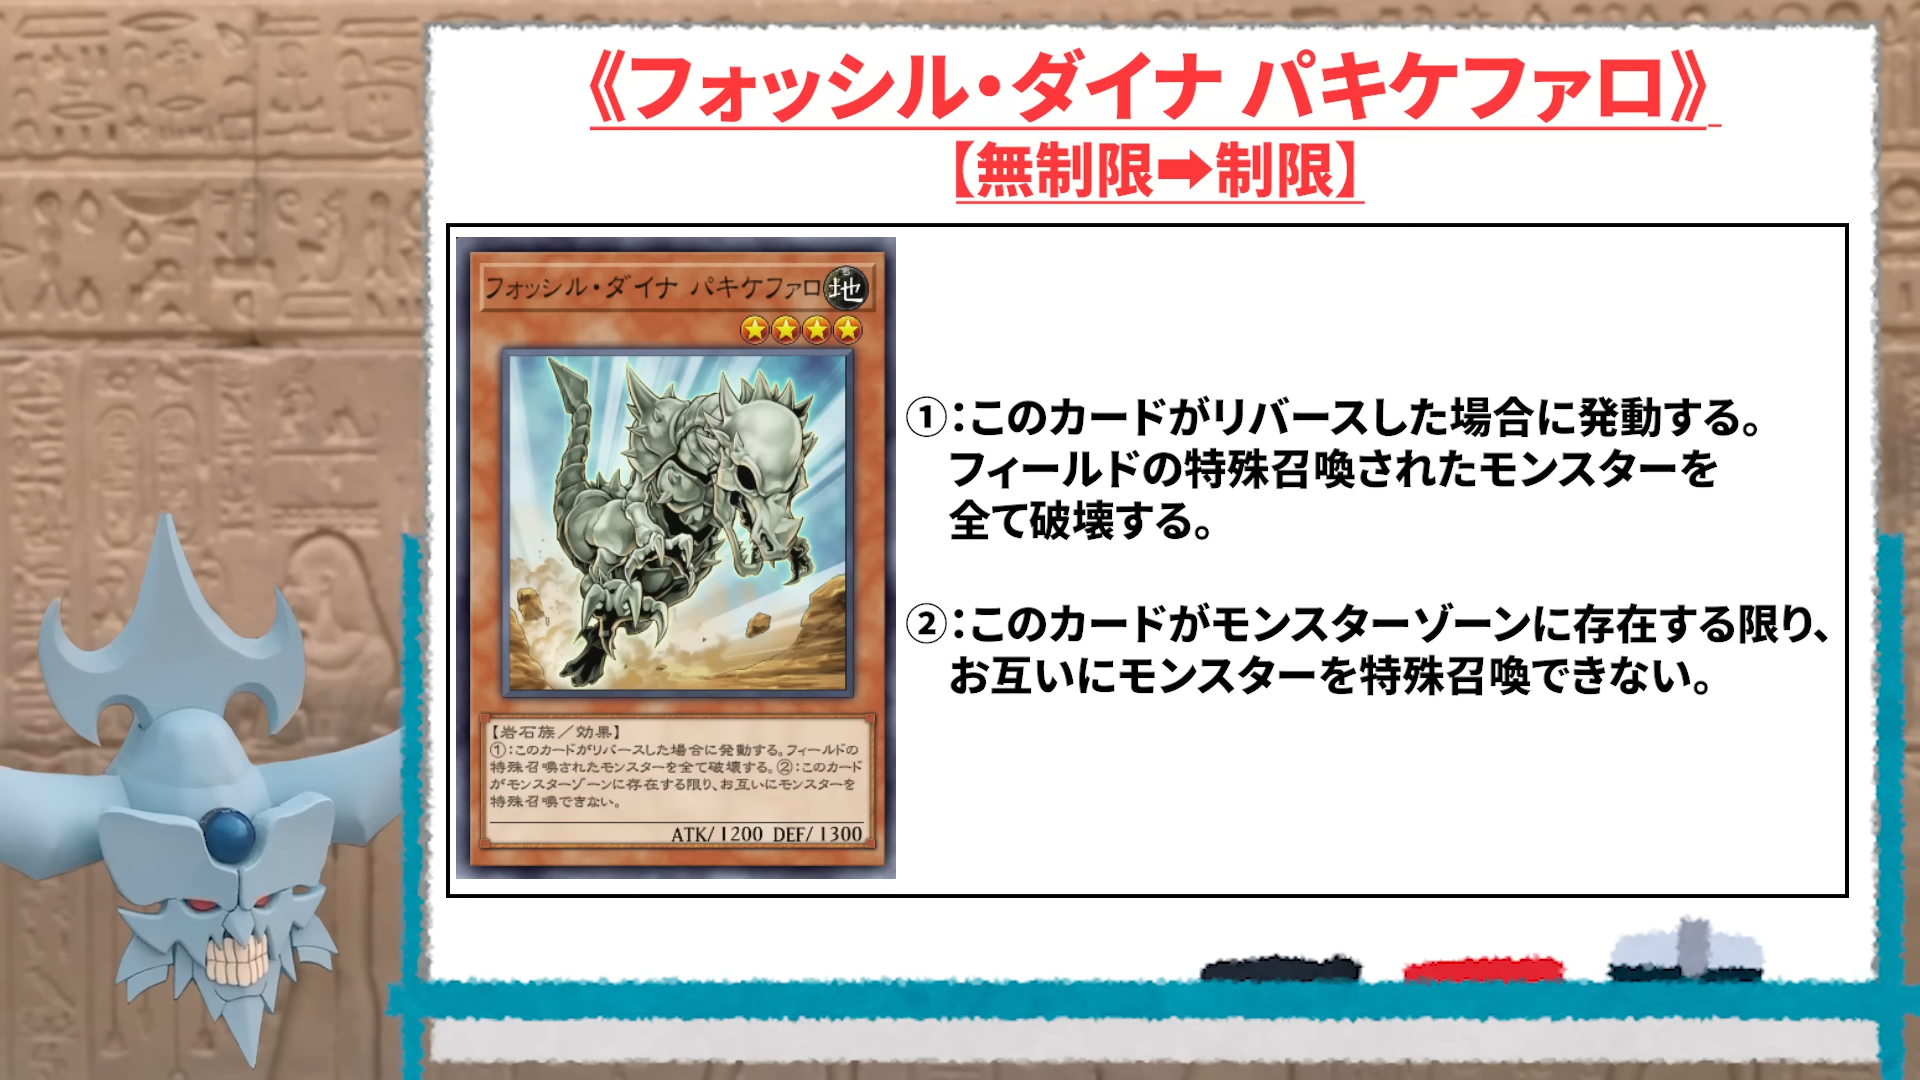 《フォッシル・ダイナ パキケファロ》
【無制限➡制限】
フォッシル・ダイナ パキケファロ 地
【岩石族／効果】
①:このカードがリバースした場合に発動する。フィールドの
特殊召喚されたモンスターを全て破壊する。②:このカード
がモンスターゾーンに存在する限り、お互いにモンスターを
特殊召喚できない。
ATK/1200 DEF/1300
①:このカードがリバースした場合に発動する。
フィールドの特殊召喚されたモンスターを
全て破壊する。
②:このカードがモンスターゾーンに存在する限り、
お互いにモンスターを特殊召喚できない。